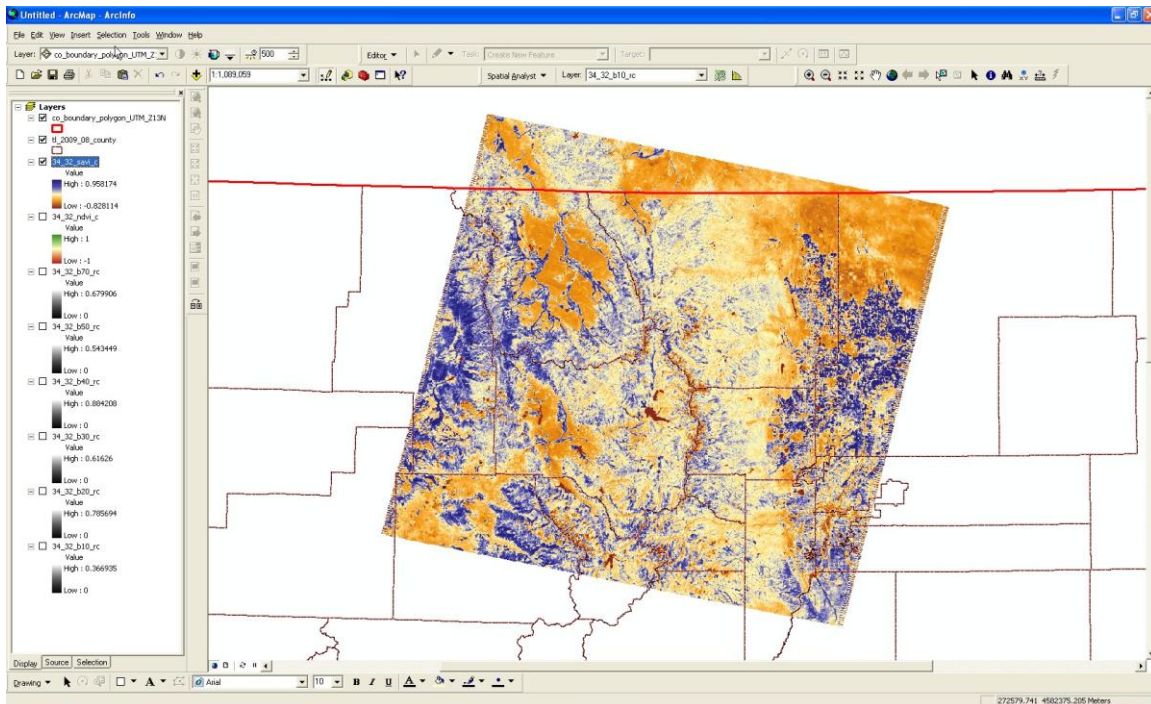 Untitled - ArcMap - ArcInfo
File Edit View Insert Selection Tools Window Help
Layer: co_boundary_polygon_UTM_Z 500 Editor Task: Create New Feature Target:
1:1,089,059 Spatial Analyst Layer: 34_32_b10_rc
Layers
co_boundary_polygon_UTM_Z13N
tl_2009_08_county
34_32_savi_c
Value
High : 0.958174
Low : -0.828114
34_32_ndvi_c
Value
High : 1
Low : -1
34_32_b70_rc
Value
High : 0.679906
Low : 0
34_32_b50_rc
Value
High : 0.543449
Low : 0
34_32_b40_rc
Value
High : 0.884208
Low : 0
34_32_b30_rc
Value
High : 0.61626
Low : 0
34_32_b20_rc
Value
High : 0.785694
Low : 0
34_32_b10_rc
Value
High : 0.366935
Low : 0
Display Source Selection
Drawing A Arial 10 B I U A
272579.741 4582375.205 Meters